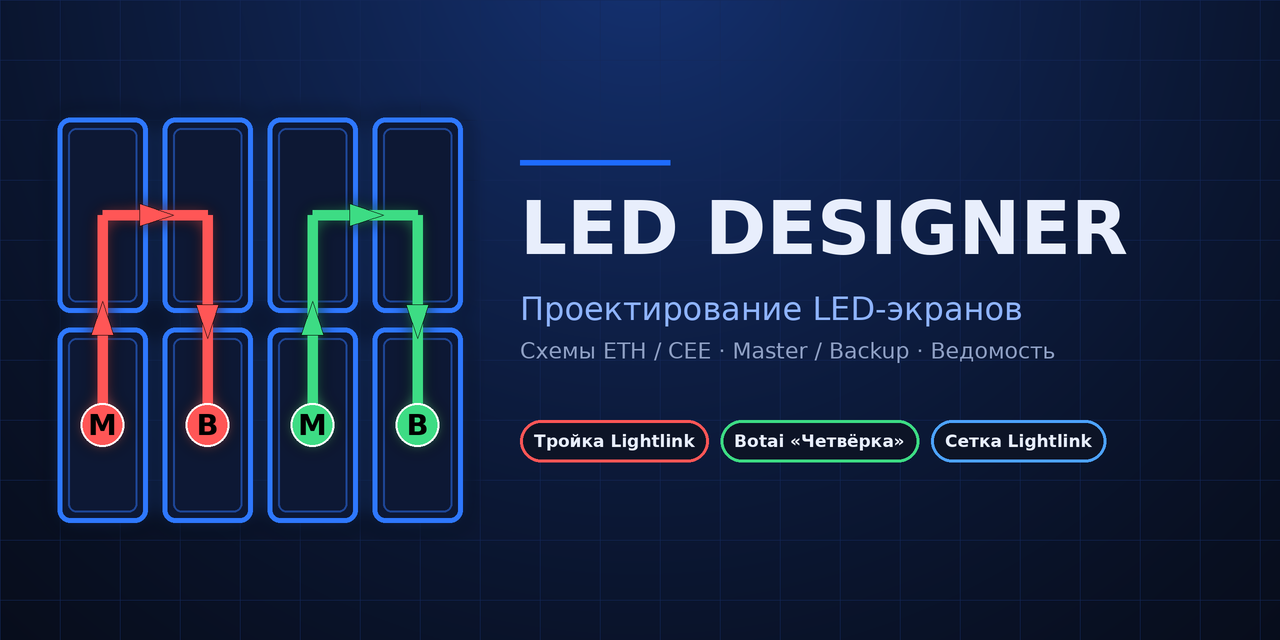 M B M B
LED DESIGNER
Проектирование LED-экранов
Схемы ETH / CEE · Master / Backup · Ведомость
Тройка Lightlink Botai «Четвёрка» Сетка Lightlink